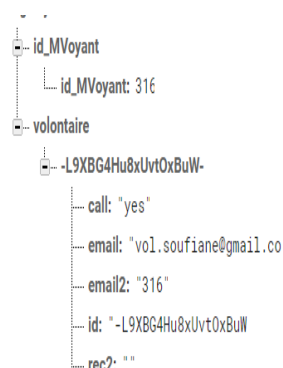 id_MVoyant
id_MVoyant: 316
volontaire
-L9XBG4Hu8xUvtOxBuW-
call: "yes"
email: "vol.soufiane@gmail.co
email2: "316"
id: "-L9XBG4Hu8xUvtOxBuW
rec2: ""